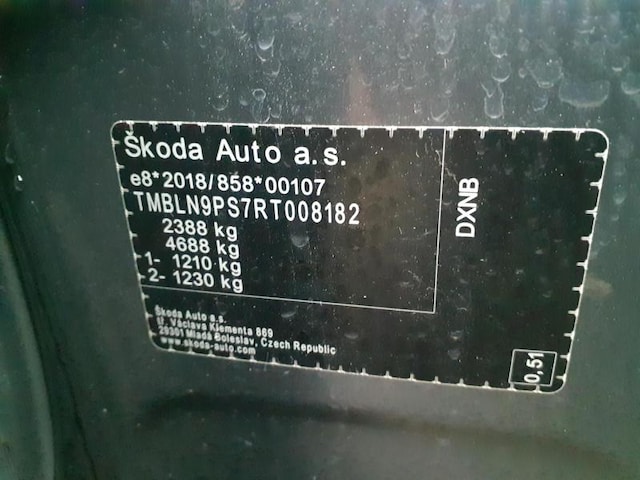 Škoda Auto a.s.
e8*2018/858*00107
TMBLN9PS7RT008182
2388 kg
4688 kg
1- 1210 kg
2- 1230 kg
DXNB
Škoda Auto a.s.
tř. Václava Klementa 869
29301 Mladá Boleslav, Czech Republic
www.skoda-auto.com
0,51